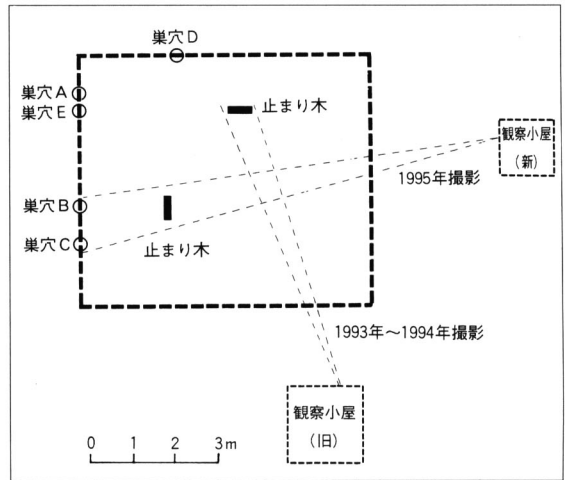 巣穴D
巣穴A
巣穴E
止まり木
観察小屋
(新)
1995年撮影
巣穴B
巣穴C
止まり木
1993年～1994年撮影
観察小屋
(旧)
0 1 2 3m